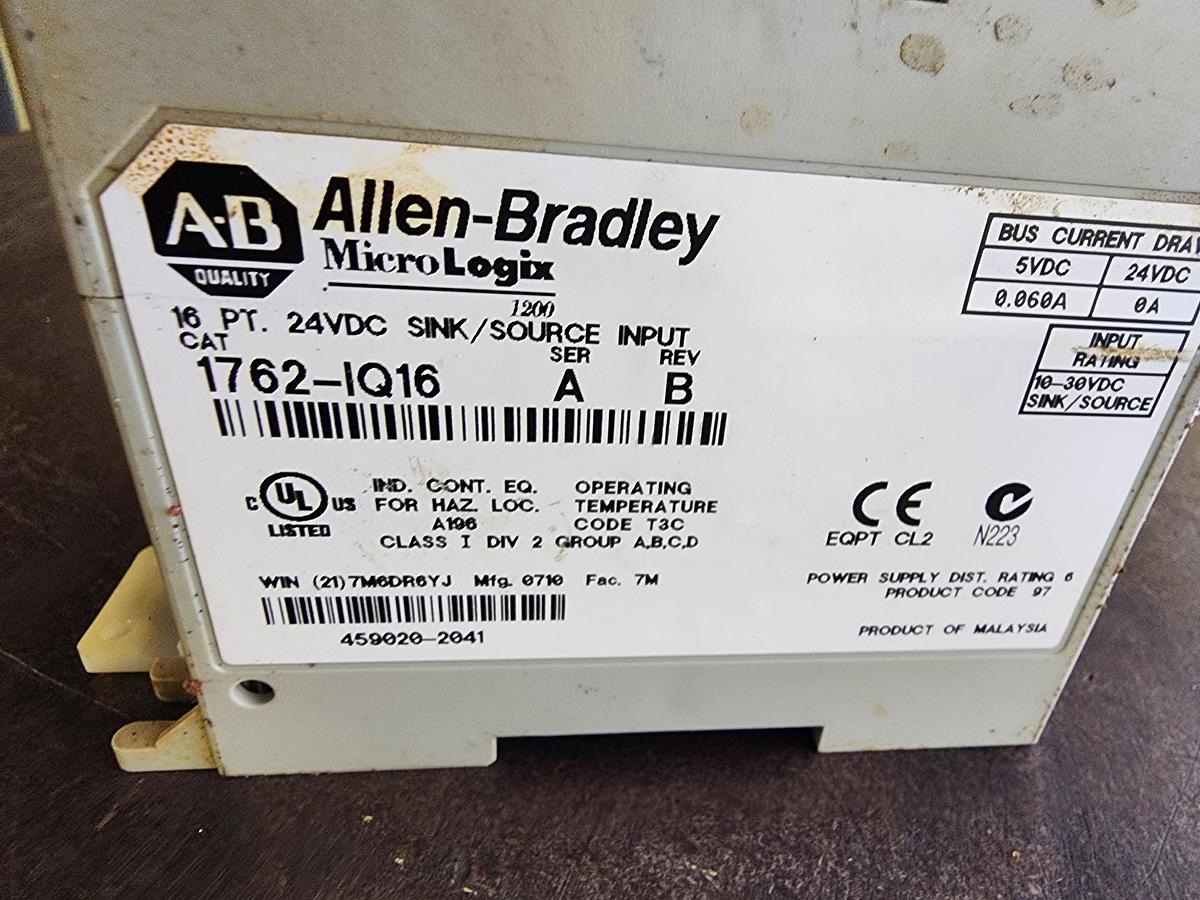 A-B
QUALITY
Allen-Bradley
MicroLogix
1200
16 PT. 24VDC SINK/SOURCE INPUT
CAT SER REV
1762-IQ16 A B
BUS CURRENT DRA
5VDC 24VDC
0.060A 0A
INPUT
RATING
10-30VDC
SINK/SOURCE
C UL US
LISTED
IND. CONT. EQ.
FOR HAZ. LOC.
A196
OPERATING
TEMPERATURE
CODE T3C
CLASS I DIV 2 GROUP A,B,C,D
CE
EQPT CL2
N223
WIN (21)7M6DR6YJ Mfg. 0710 Fac. 7M
459020-2041
POWER SUPPLY DIST. RATING 6
PRODUCT CODE 97
PRODUCT OF MALAYSIA